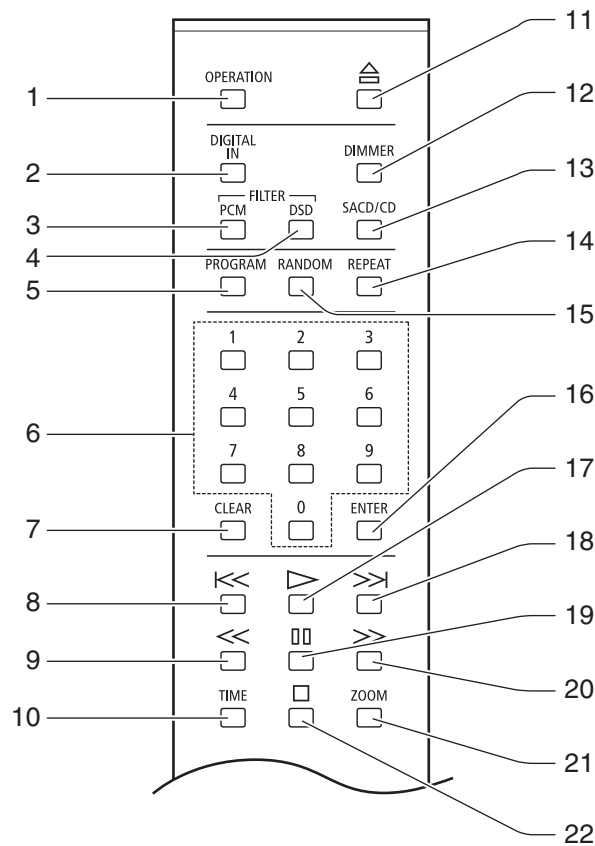 11
OPERATION
1
12
DIGITAL
IN
DIMMER
2
13
FILTER
PCM DSD SACD/CD
3
14
4
PROGRAM RANDOM REPEAT
5
15
1 2 3
4 5 6
16
6
7 8 9
17
CLEAR 0 ENTER
7
18
8
19
9
20
TIME ZOOM
10
21
22